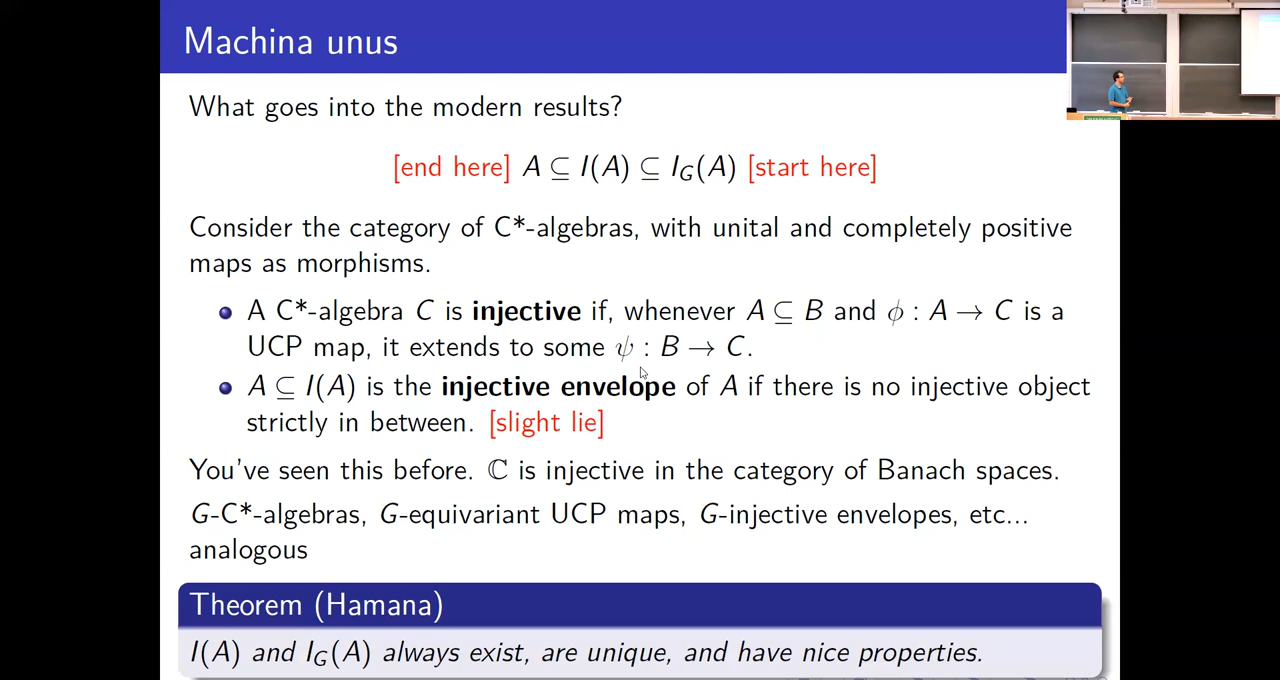 Machina unus
What goes into the modern results?
[end here] A ⊆ I(A) ⊆ I_G(A) [start here]
Consider the category of C*-algebras, with unital and completely positive
maps as morphisms.
A C*-algebra C is injective if, whenever A ⊆ B and ϕ : A → C is a
UCP map, it extends to some ψ : B → C.
A ⊆ I(A) is the injective envelope of A if there is no injective object
strictly in between. [slight lie]
You've seen this before. ℂ is injective in the category of Banach spaces.
G-C*-algebras, G-equivariant UCP maps, G-injective envelopes, etc...
analogous
Theorem (Hamana)
I(A) and I_G(A) always exist, are unique, and have nice properties.